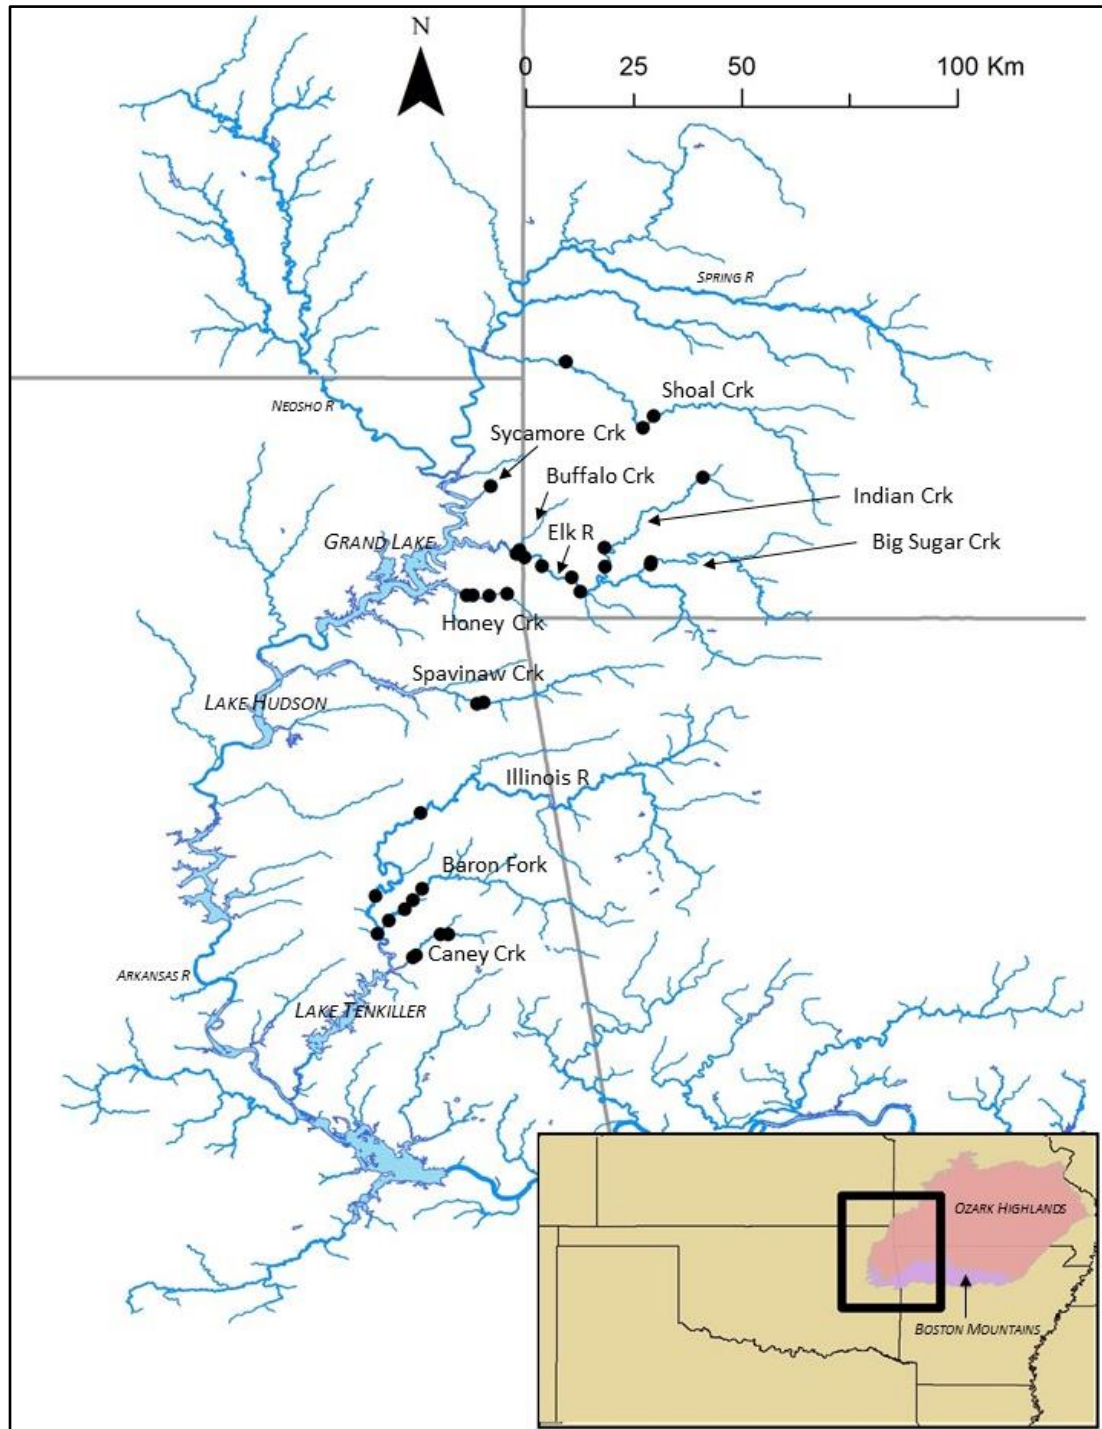 N
0 25 50 100 Km
SPRING R
Shoal Crk
NEOSHO R
Sycamore Crk
Buffalo Crk
Indian Crk
Elk R
GRAND LAKE
Big Sugar Crk
Honey Crk
Spavinaw Crk
LAKE HUDSON
Illinois R
Baron Fork
Caney Crk
ARKANSAS R
LAKE TENKILLER
OZARK HIGHLANDS
BOSTON MOUNTAINS